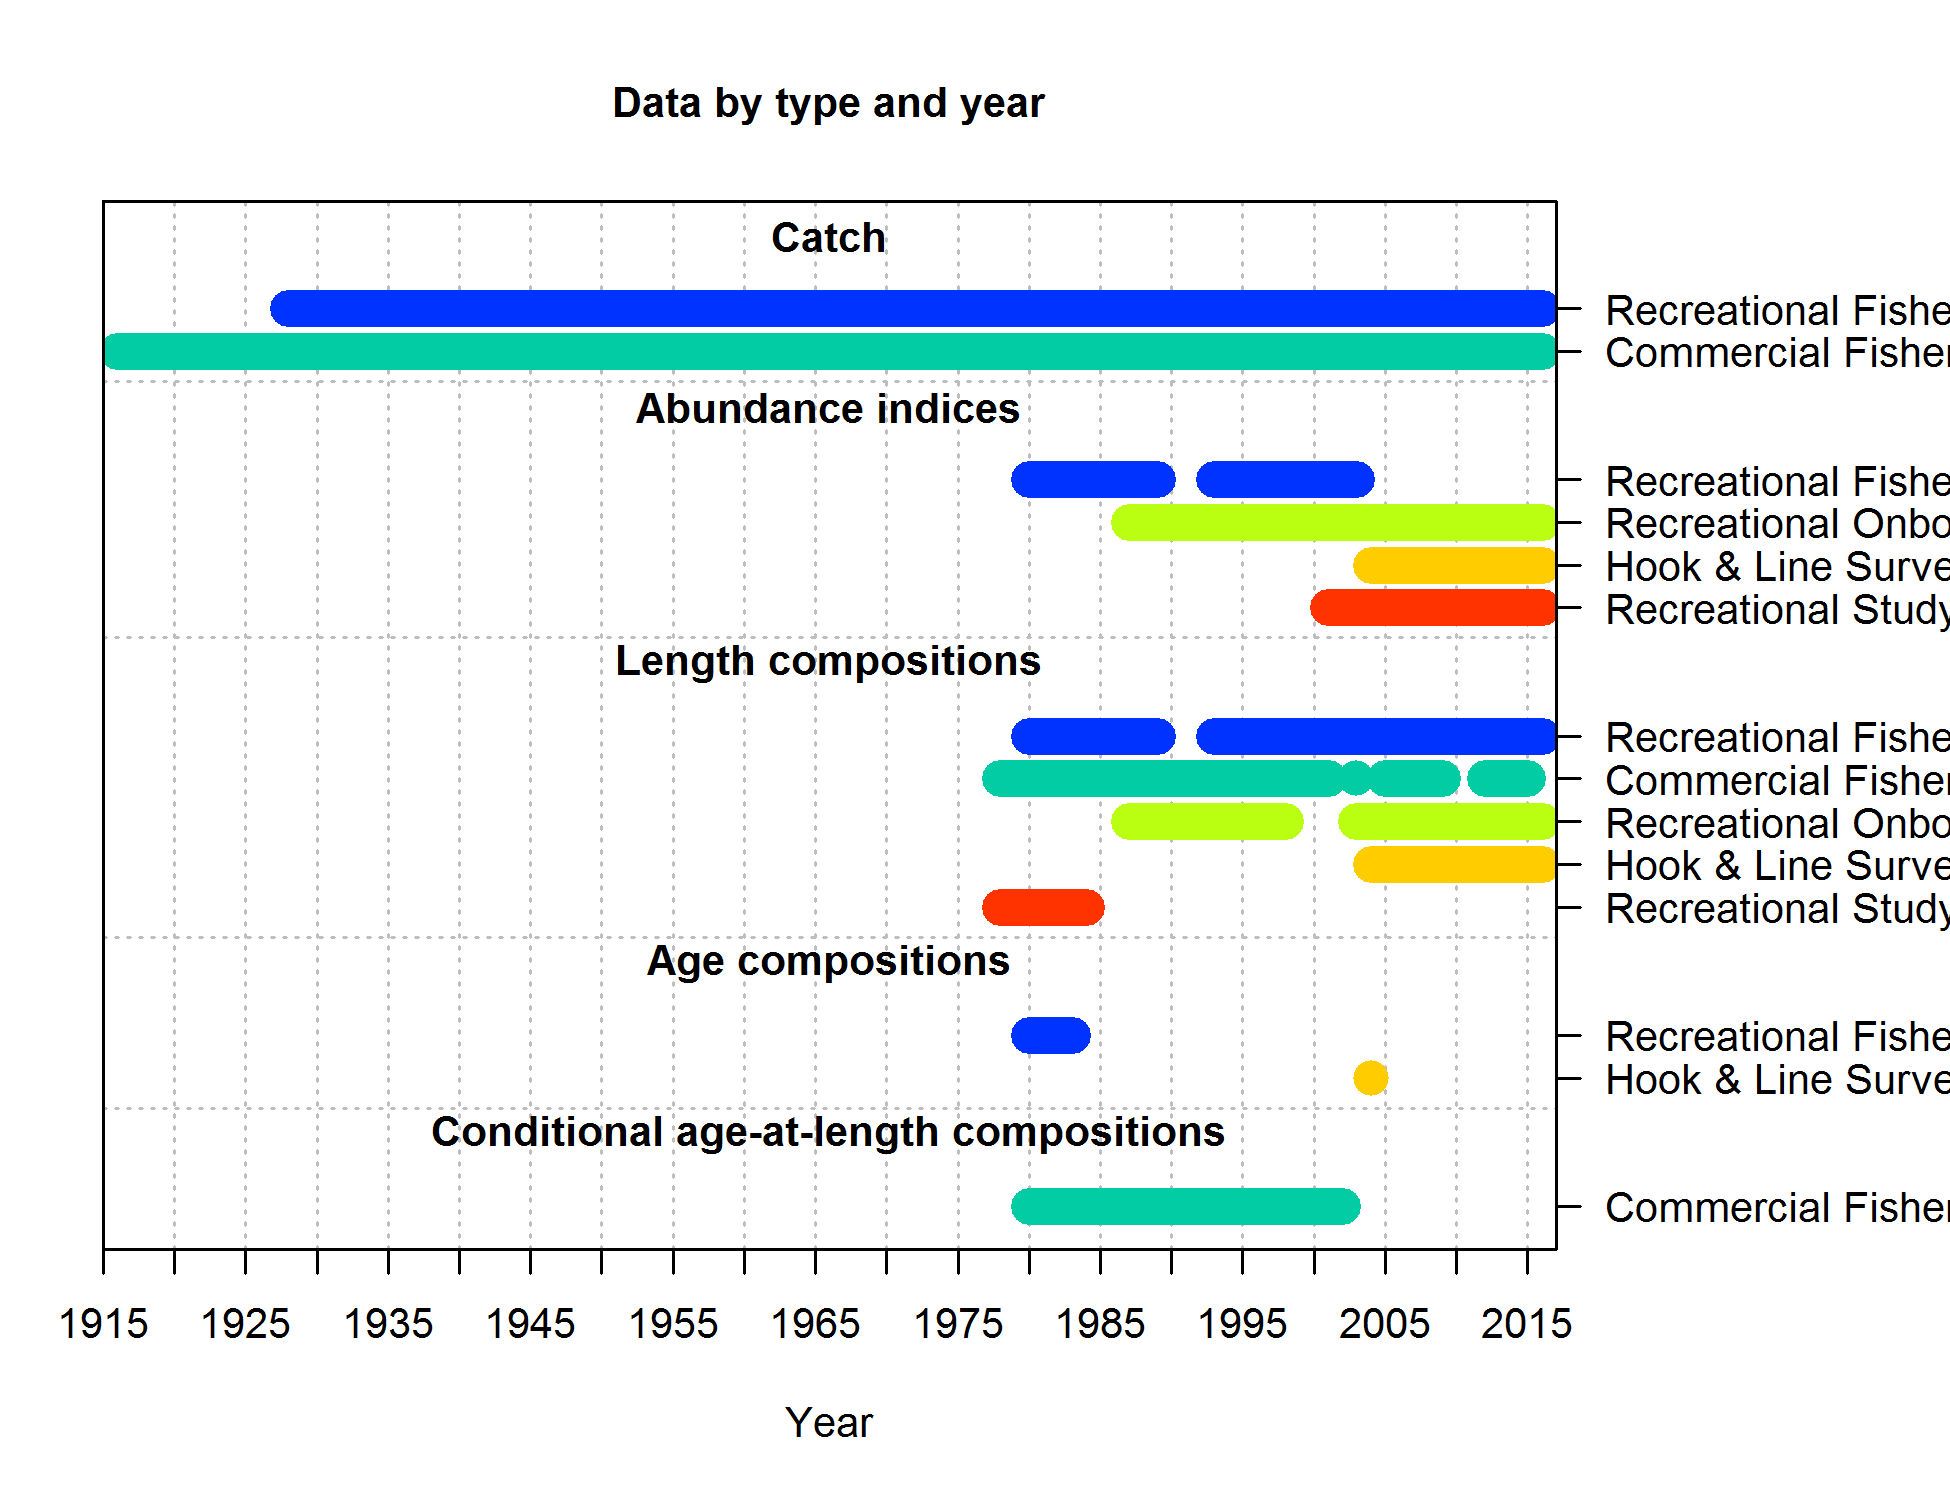 Data by type and year
Catch
Recreational Fishe
Commercial Fisher
Abundance indices
Recreational Fishe
Recreational Onbo
Hook & Line Surve
Recreational Study
Length compositions
Recreational Fishe
Commercial Fisher
Recreational Onbo
Hook & Line Surve
Recreational Study
Age compositions
Recreational Fishe
Hook & Line Surve
Conditional age-at-length compositions
Commercial Fisher
1915 1925 1935 1945 1955 1965 1975 1985 1995 2005 2015
Year